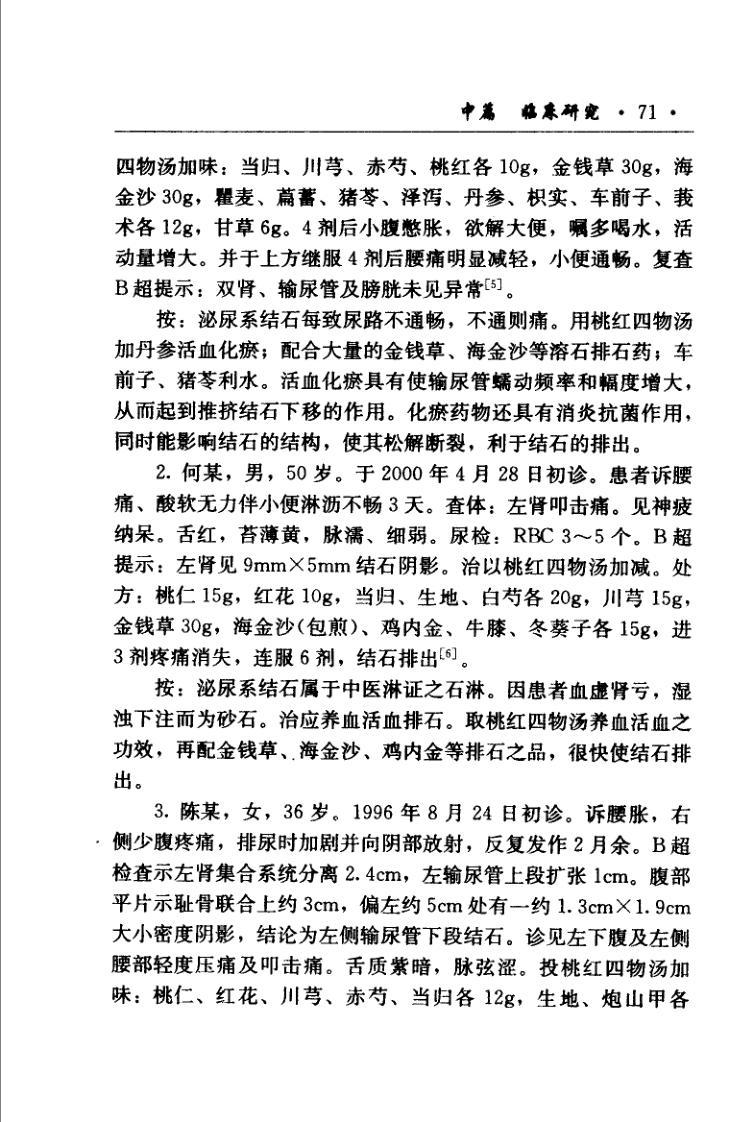 中篇 临床研究 · 71 ·
四物汤加味：当归、川芎、赤芍、桃红各 10g，金钱草 30g，海
金沙 30g，瞿麦、萹蓄、猪苓、泽泻、丹参、枳实、车前子、莪
术各 12g，甘草 6g。4 剂后小腹憋胀，欲解大便，嘱多喝水，活
动量增大。并于上方继服 4 剂后腰痛明显减轻，小便通畅。复查
B 超提示：双肾、输尿管及膀胱未见异常[5]。
按：泌尿系结石每致尿路不通畅，不通则痛。用桃红四物汤
加丹参活血化瘀；配合大量的金钱草、海金沙等溶石排石药；车
前子、猪苓利水。活血化瘀具有使输尿管蠕动频率和幅度增大，
从而起到推挤结石下移的作用。化瘀药物还具有消炎抗菌作用，
同时能影响结石的结构，使其松解断裂，利于结石的排出。
2. 何某，男，50 岁。于 2000 年 4 月 28 日初诊。患者诉腰
痛、酸软无力伴小便淋沥不畅 3 天。查体：左肾叩击痛。见神疲
纳呆。舌红，苔薄黄，脉濡、细弱。尿检：RBC 3～5 个。B 超
提示：左肾见 9mm×5mm 结石阴影。治以桃红四物汤加减。处
方：桃仁 15g，红花 10g，当归、生地、白芍各 20g，川芎 15g，
金钱草 30g，海金沙(包煎)、鸡内金、牛膝、冬葵子各 15g，进
3 剂疼痛消失，连服 6 剂，结石排出[6]。
按：泌尿系结石属于中医淋证之石淋。因患者血虚肾亏，湿
浊下注而为砂石。治应养血活血排石。取桃红四物汤养血活血之
功效，再配金钱草、海金沙、鸡内金等排石之品，很快使结石排
出。
3. 陈某，女，36 岁。1996 年 8 月 24 日初诊。诉腰胀，右
侧少腹疼痛，排尿时加剧并向阴部放射，反复发作 2 月余。B 超
检查示左肾集合系统分离 2.4cm，左输尿管上段扩张 1cm。腹部
平片示耻骨联合上约 3cm，偏左约 5cm 处有一约 1.3cm×1.9cm
大小密度阴影，结论为左侧输尿管下段结石。诊见左下腹及左侧
腰部轻度压痛及叩击痛。舌质紫暗，脉弦涩。投桃红四物汤加
味：桃仁、红花、川芎、赤芍、当归各 12g，生地、炮山甲各